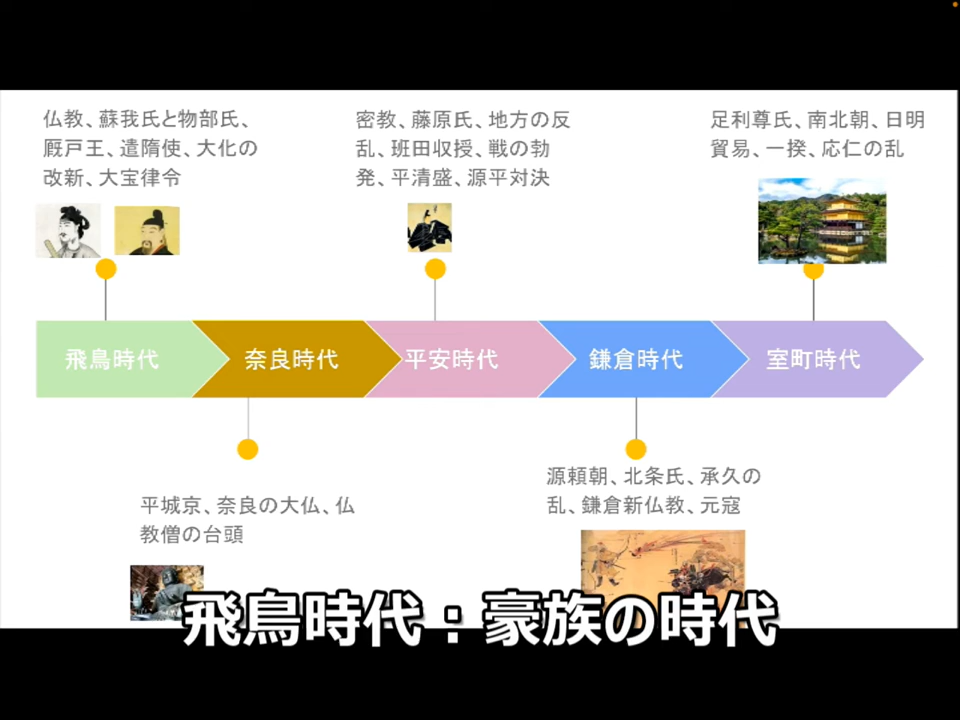 仏教、蘇我氏と物部氏、
厩戸王、遣隋使、大化の
改新、大宝律令
密教、藤原氏、地方の反
乱、班田収授、戦の勃
発、平清盛、源平対決
足利尊氏、南北朝、日明
貿易、一揆、応仁の乱
飛鳥時代
奈良時代
平安時代
鎌倉時代
室町時代
平城京、奈良の大仏、仏
教僧の台頭
源頼朝、北条氏、承久の
乱、鎌倉新仏教、元寇
飛鳥時代：豪族の時代